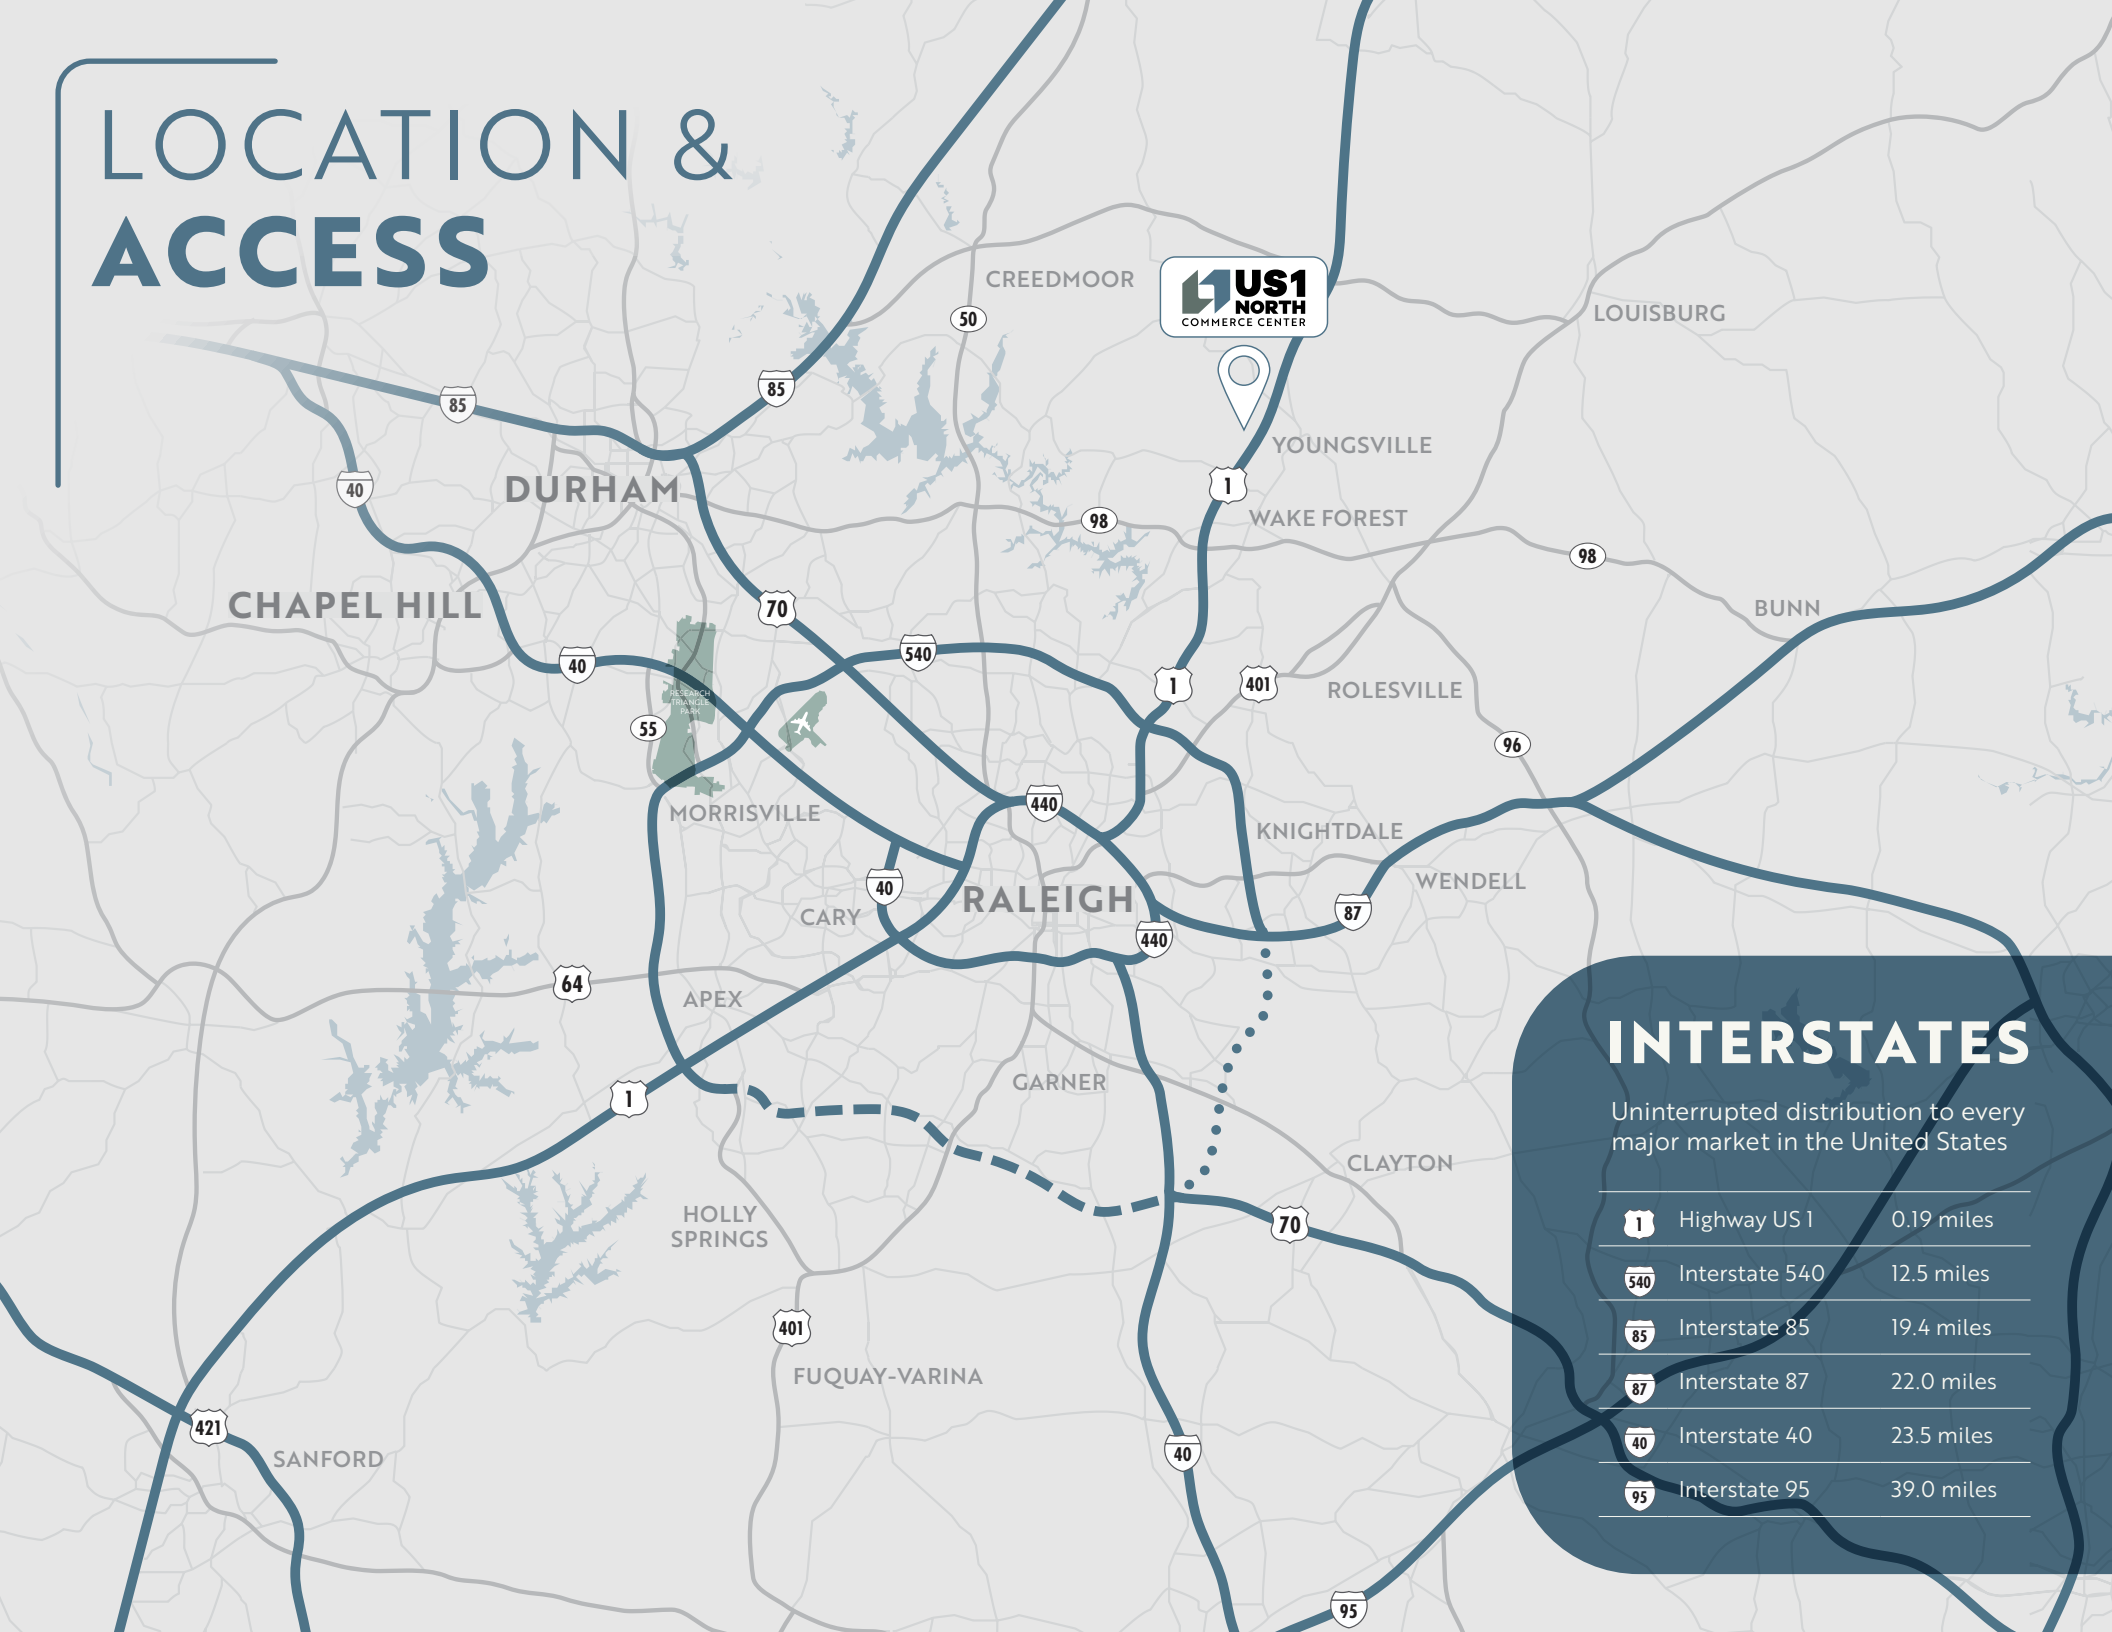 LOCATION &
ACCESS
US1
NORTH
COMMERCE CENTER
CREEDMOOR
50
LOUISBURG
85
85
YOUNGSVILLE
40
DURHAM
1
WAKE FOREST
98
98
CHAPEL HILL
70
BUNN
40
540
1
401
ROLESVILLE
RESEARCH
TRIANGLE
PARK
55
96
MORRISVILLE
440
KNIGHTDALE
40
RALEIGH
WENDELL
CARY
87
440
64
APEX
GARNER
1
CLAYTON
HOLLY
SPRINGS
70
401
FUQUAY-VARINA
421
SANFORD
40
95
INTERSTATES
Uninterrupted distribution to every
major market in the United States
1 Highway US 1 0.19 miles
540 Interstate 540 12.5 miles
85 Interstate 85 19.4 miles
87 Interstate 87 22.0 miles
40 Interstate 40 23.5 miles
95 Interstate 95 39.0 miles